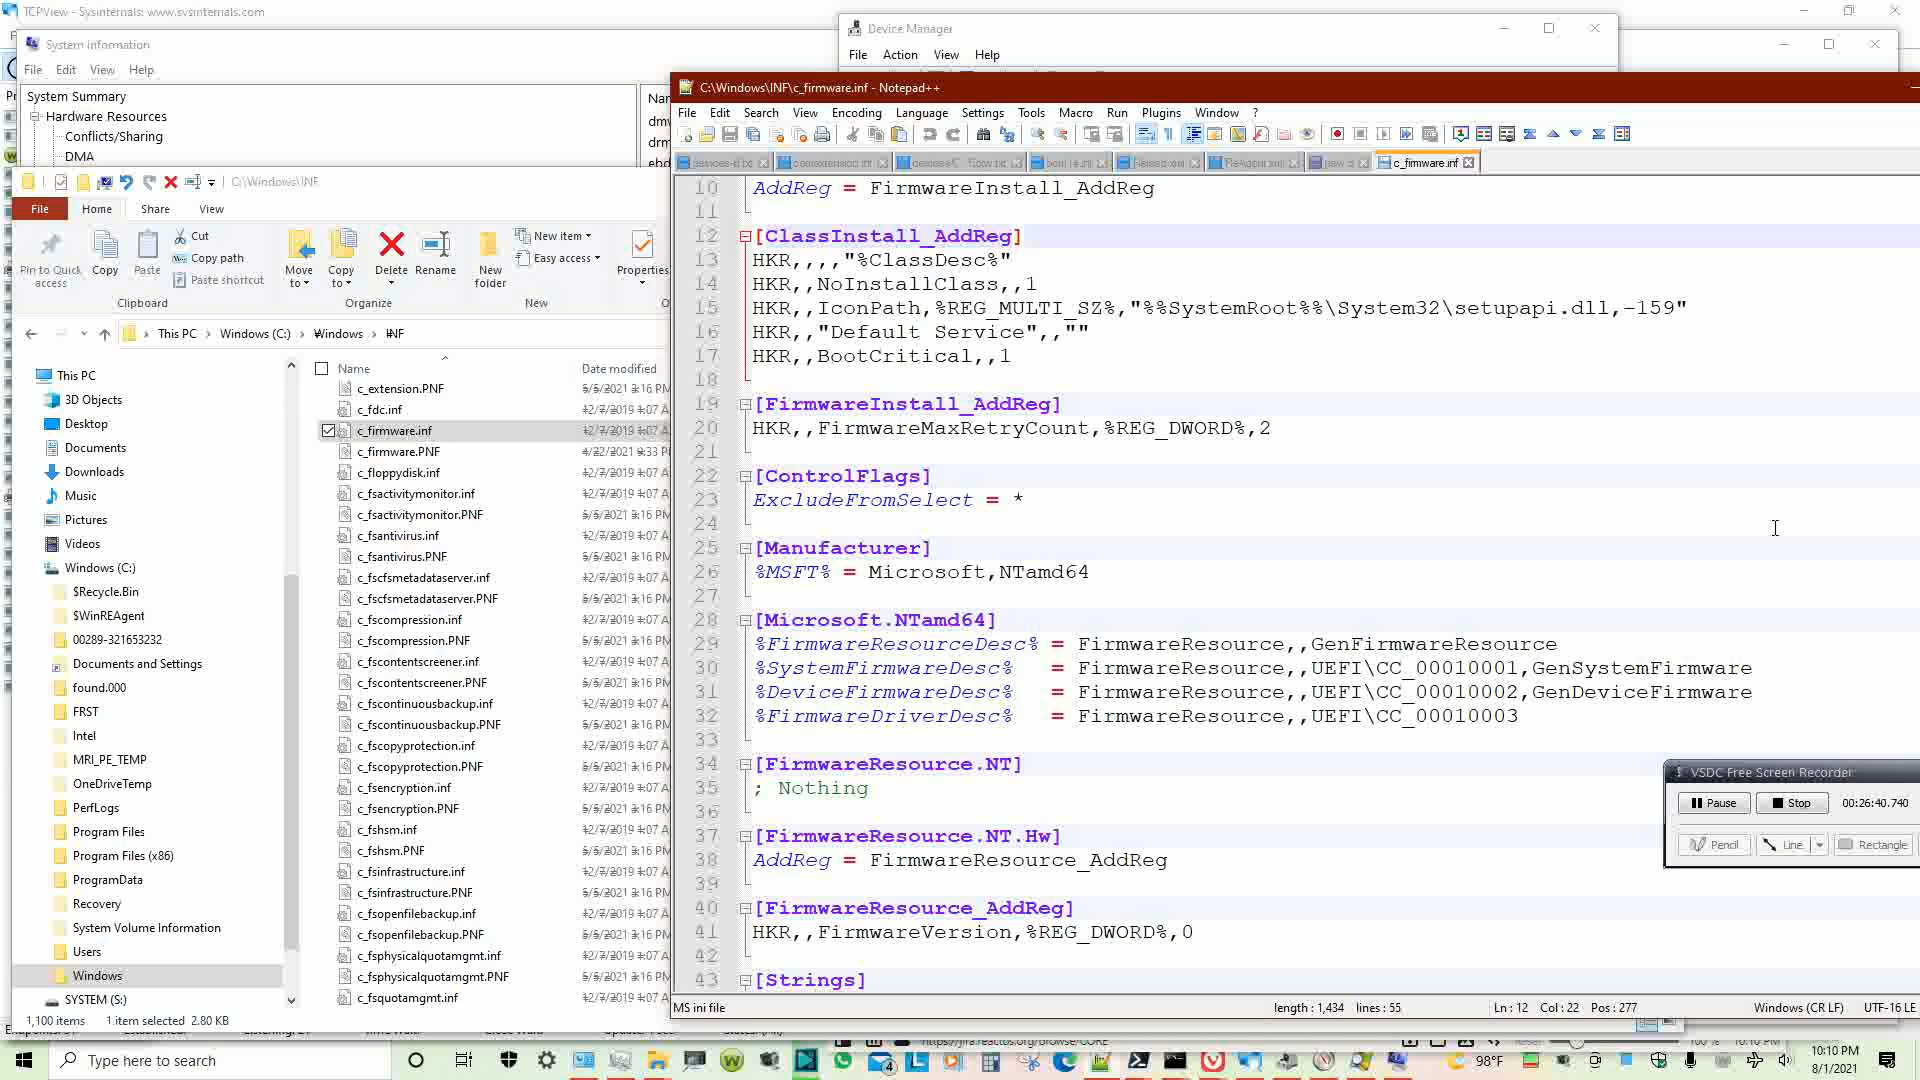 TCPView - Sysinternals: www.sysinternals.com
System Information
File Edit View Help
System Summary
Hardware Resources
Conflicts/Sharing
DMA
Device Manager
File Action View Help
C:\Windows\INF
File Home Share View
Pin to Quick access
Copy
Paste
Cut
Copy path
Paste shortcut
Move to
Copy to
Delete
Rename
New folder
New item
Easy access
Properties
Clipboard
Organize
New
This PC › Windows (C:) › Windows › INF
This PC
3D Objects
Desktop
Documents
Downloads
Music
Pictures
Videos
Windows (C:)
$Recycle.Bin
$WinREAgent
00289-321653232
Documents and Settings
found.000
FRST
Intel
MRI_PE_TEMP
OneDriveTemp
PerfLogs
Program Files
Program Files (x86)
ProgramData
Recovery
System Volume Information
Users
Windows
SYSTEM (S:)
Name Date modified
c_extension.PNF
c_fdc.inf
c_firmware.inf
c_firmware.PNF
c_floppydisk.inf
c_fsactivitymonitor.inf
c_fsactivitymonitor.PNF
c_fsantivirus.inf
c_fsantivirus.PNF
c_fscfsmetadataserver.inf
c_fscfsmetadataserver.PNF
c_fscompression.inf
c_fscompression.PNF
c_fscontentscreener.inf
c_fscontentscreener.PNF
c_fscontinuousbackup.inf
c_fscontinuousbackup.PNF
c_fscopyprotection.inf
c_fscopyprotection.PNF
c_fsencryption.inf
c_fsencryption.PNF
c_fshsm.inf
c_fshsm.PNF
c_fsinfrastructure.inf
c_fsinfrastructure.PNF
c_fsopenfilebackup.inf
c_fsopenfilebackup.PNF
c_fsphysicalquotamgmt.inf
c_fsphysicalquotamgmt.PNF
c_fsquotamgmt.inf
1,100 items 1 item selected 2.80 KB
C:\Windows\INF\c_firmware.inf - Notepad++
File Edit Search View Encoding Language Settings Tools Macro Run Plugins Window ?
c_firmware.inf
10 AddReg = FirmwareInstall_AddReg
11
12 [ClassInstall_AddReg]
13 HKR,,,,"%ClassDesc%"
14 HKR,,NoInstallClass,,1
15 HKR,,IconPath,%REG_MULTI_SZ%,"%%SystemRoot%%\System32\setupapi.dll,-159"
16 HKR,,"Default Service",,""
17 HKR,,BootCritical,,1
18
19 [FirmwareInstall_AddReg]
20 HKR,,FirmwareMaxRetryCount,%REG_DWORD%,2
21
22 [ControlFlags]
23 ExcludeFromSelect = *
24
25 [Manufacturer]
26 %MSFT% = Microsoft,NTamd64
27
28 [Microsoft.NTamd64]
29 %FirmwareResourceDesc% = FirmwareResource,,GenFirmwareResource
30 %SystemFirmwareDesc% = FirmwareResource,,UEFI\CC_00010001,GenSystemFirmware
31 %DeviceFirmwareDesc% = FirmwareResource,,UEFI\CC_00010002,GenDeviceFirmware
32 %FirmwareDriverDesc% = FirmwareResource,,UEFI\CC_00010003
33
34 [FirmwareResource.NT]
35 ; Nothing
36
37 [FirmwareResource.NT.Hw]
38 AddReg = FirmwareResource_AddReg
39
40 [FirmwareResource_AddReg]
41 HKR,,FirmwareVersion,%REG_DWORD%,0
42
43 [Strings]
MS ini file length : 1,434 lines : 55 Ln : 12 Col : 22 Pos : 277 Windows (CR LF) UTF-16 LE
VSDC Free Screen Recorder
Pause Stop 00:26:40.740
Pencil Line Rectangle
Type here to search
98°F
10:10 PM
8/1/2021